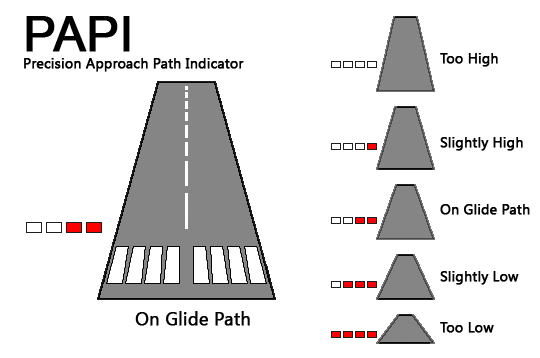 PAPI
Precision Approach Path Indicator
On Glide Path
Too High
Slightly High
On Glide Path
Slightly Low
Too Low